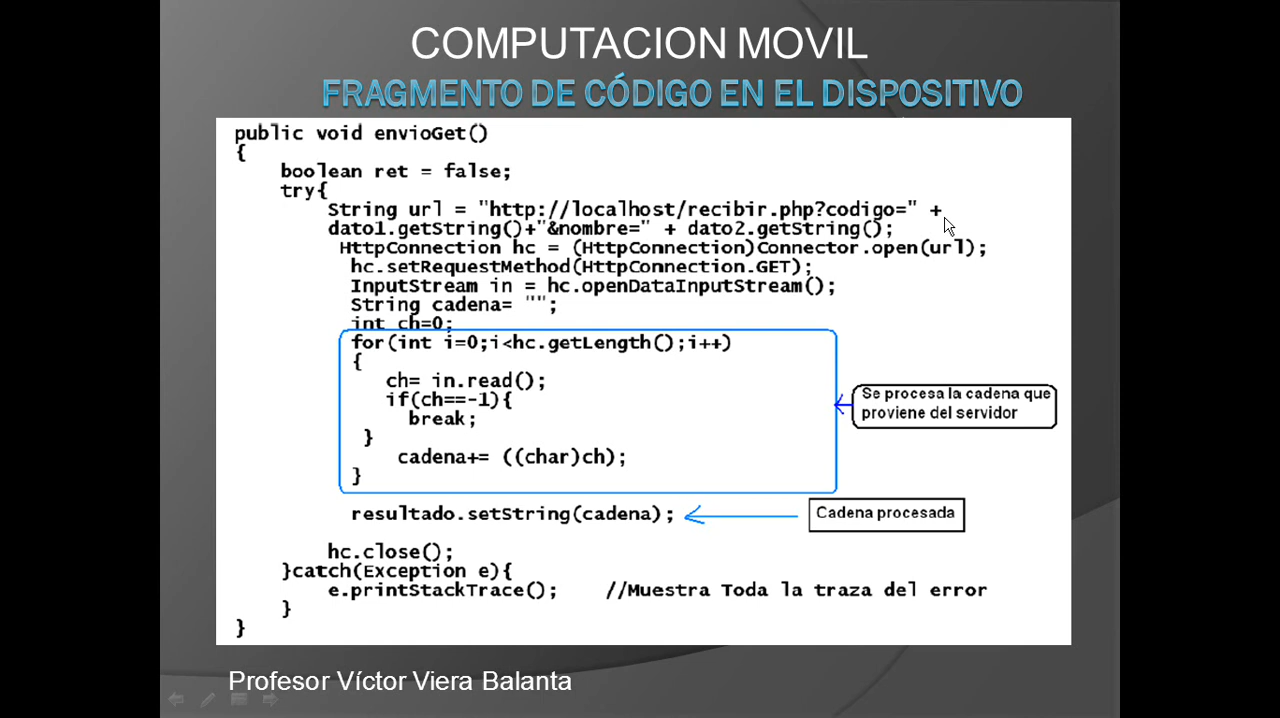 COMPUTACION MOVIL
FRAGMENTO DE CÓDIGO EN EL DISPOSITIVO
public void envioGet()
{
boolean ret = false;
try{
String url = "http://localhost/recibir.php?codigo=" +
dato1.getString()+"&nombre=" + dato2.getString();
HttpConnection hc = (HttpConnection)Connector.open(url);
hc.setRequestMethod(HttpConnection.GET);
InputStream in = hc.openDataInputStream();
String cadena= "";
int ch=0;
for(int i=0;i<hc.getLength();i++)
{
ch= in.read();
if(ch==-1){
break;
}
cadena+= ((char)ch);
}
Se procesa la cadena que
proviene del servidor
resultado.setString(cadena);
Cadena procesada
hc.close();
}catch(Exception e){
e.printStackTrace(); //Muestra Toda la traza del error
}
}
Profesor Víctor Viera Balanta